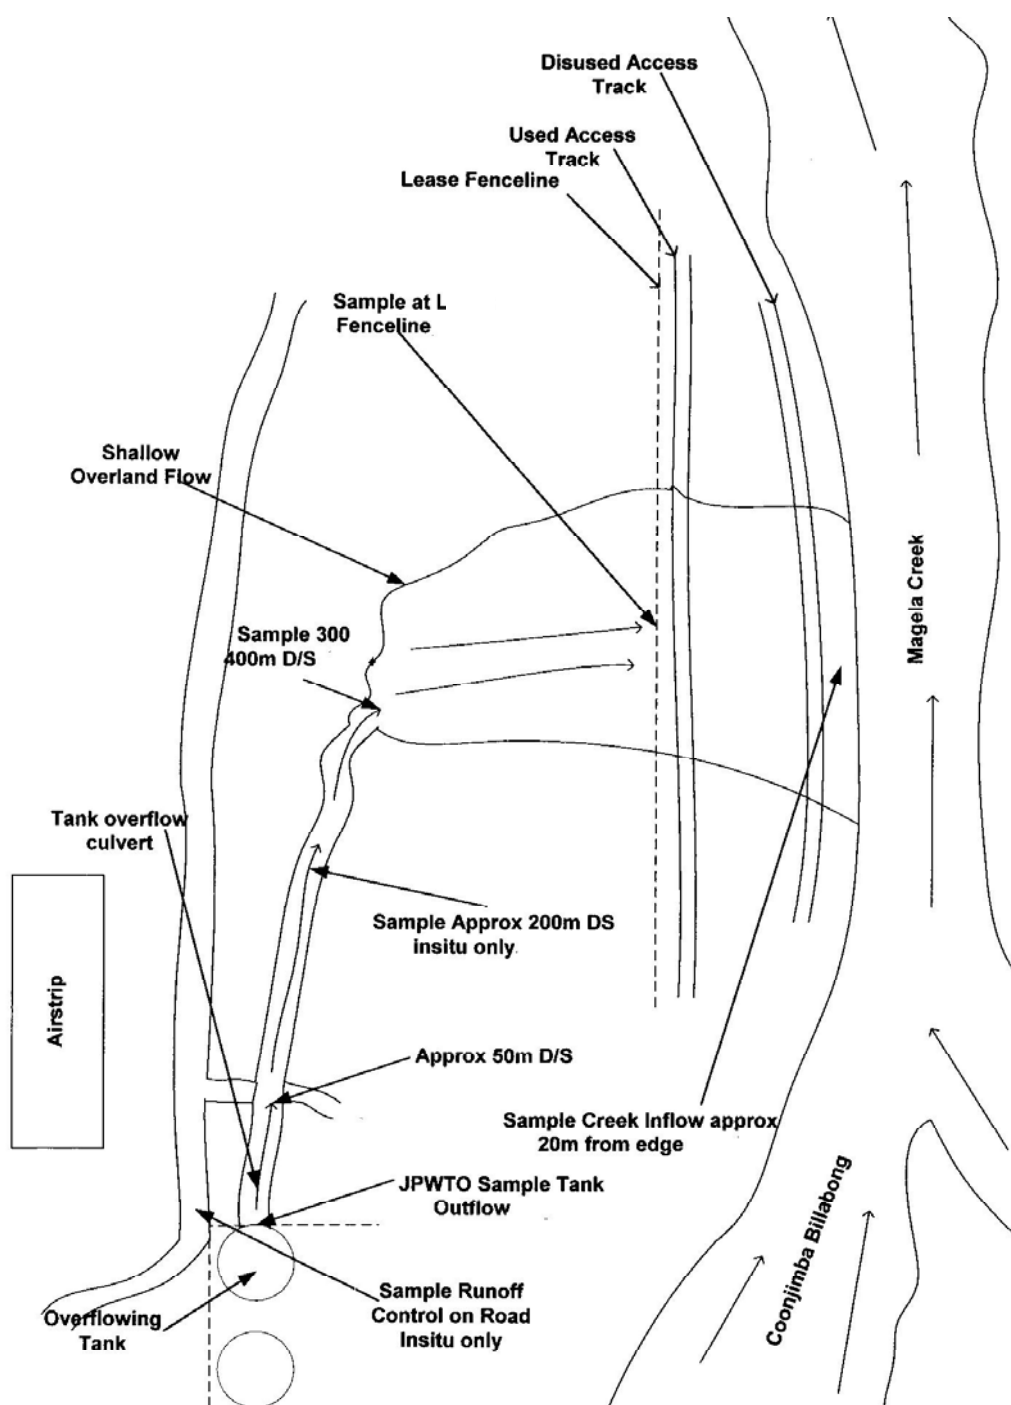 Disused Access
Track
Used Access
Track
Lease Fenceline
Sample at L
Fenceline
Shallow
Overland Flow
Sample 300
400m D/S
Magela Creek
Tank overflow
culvert
Sample Approx 200m DS
insitu only
Airstrip
Approx 50m D/S
Sample Creek Inflow approx
20m from edge
JPWTO Sample Tank
Outflow
Coonjimba Billabong
Sample Runoff
Control on Road
Insitu only
Overflowing
Tank